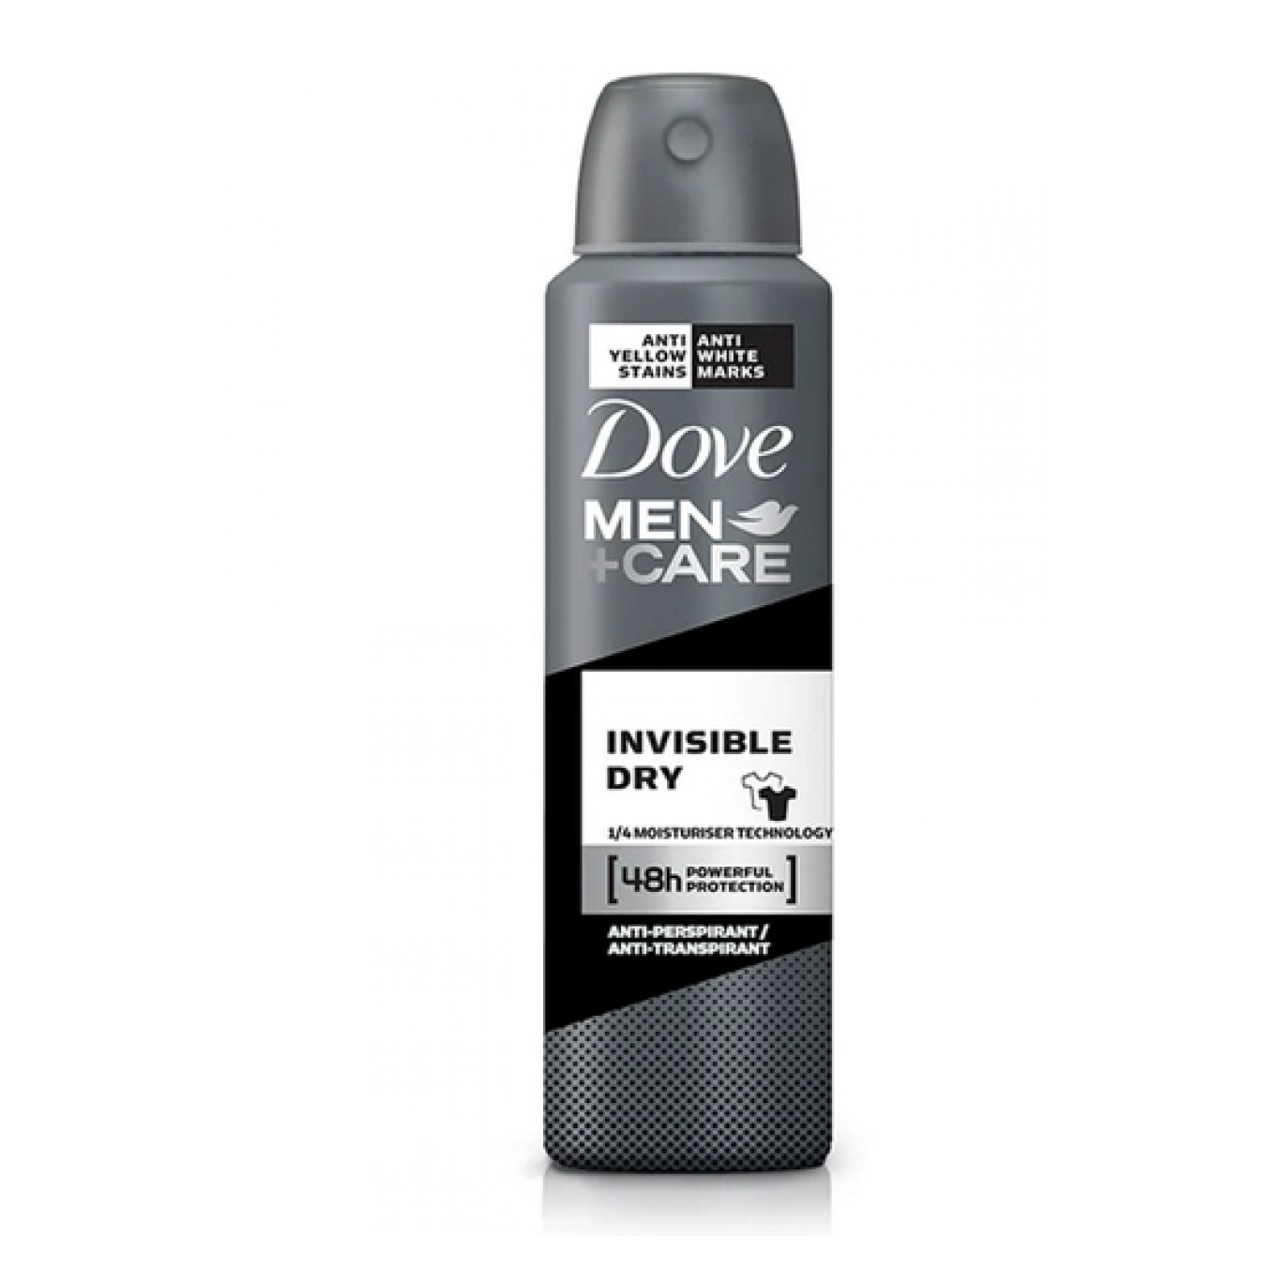 ANTI YELLOW STAINS
ANTI WHITE MARKS
Dove
MEN
+CARE
INVISIBLE
DRY
1/4 MOISTURISER TECHNOLOGY
[48h POWERFUL PROTECTION]
ANTI-PERSPIRANT/
ANTI-TRANSPIRANT